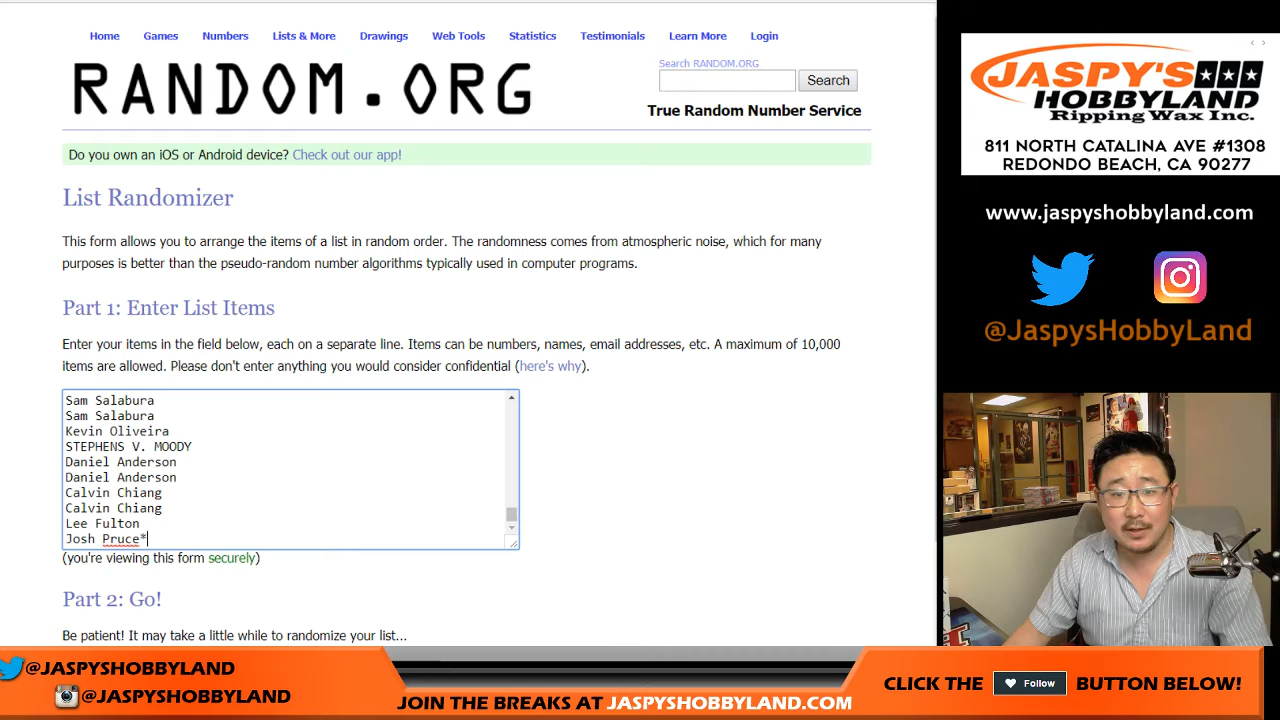 Home Games Numbers Lists & More Drawings Web Tools Statistics Testimonials Learn More Login
RANDOM.ORG
Search RANDOM.ORG
Search
True Random Number Service
Do you own an iOS or Android device? Check out our app!
List Randomizer
This form allows you to arrange the items of a list in random order. The randomness comes from atmospheric noise, which for many
purposes is better than the pseudo-random number algorithms typically used in computer programs.
Part 1: Enter List Items
Enter your items in the field below, each on a separate line. Items can be numbers, names, email addresses, etc. A maximum of 10,000
items are allowed. Please don't enter anything you would consider confidential (here's why).
Sam Salabura
Sam Salabura
Kevin Oliveira
STEPHENS V. MOODY
Daniel Anderson
Daniel Anderson
Calvin Chiang
Calvin Chiang
Lee Fulton
Josh Pruce*
(you're viewing this form securely)
Part 2: Go!
Be patient! It may take a little while to randomize your list...
JASPY'S
HOBBYLAND
Ripping Wax Inc.
811 NORTH CATALINA AVE #1308
REDONDO BEACH, CA 90277
www.jaspyshobbyland.com
@JaspysHobbyLand
@JASPYSHOBBYLAND
@JASPYSHOBBYLAND
JOIN THE BREAKS AT JASPYSHOBBYLAND.COM
CLICK THE Follow BUTTON BELOW!